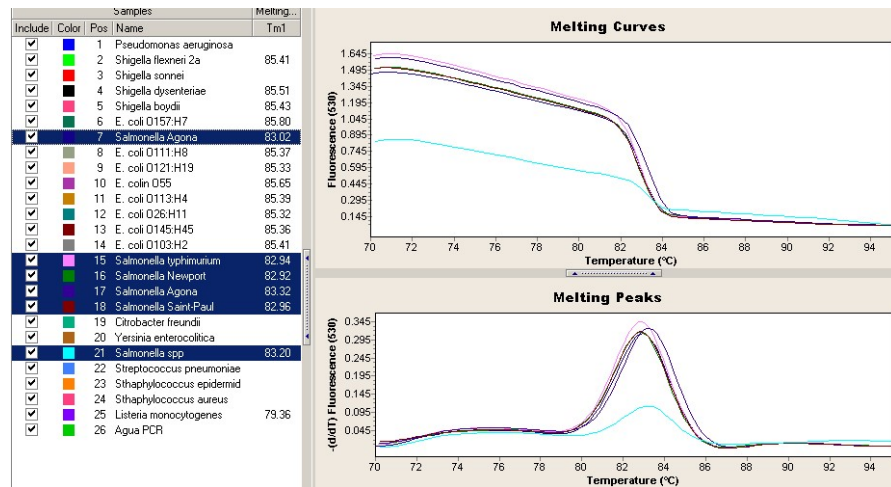 Samples Melting...
Include Color Pos Name Tm1
1 Pseudomonas aeruginosa
2 Shigella flexneri 2a 85.41
3 Shigella sonnei
4 Shigella dysenteriae 85.51
5 Shigella boydii 85.43
6 E. coli O157:H7 85.80
7 Salmonella Agona 83.02
8 E. coli O111:H8 85.37
9 E. coli O121:H19 85.33
10 E. colin O55 85.65
11 E. coli O113:H4 85.39
12 E. coli O26:H11 85.32
13 E. coli O145:H45 85.36
14 E. coli O103:H2 85.41
15 Salmonella typhimurium 82.94
16 Salmonella Newport 82.92
17 Salmonella Agona 83.32
18 Salmonella Saint-Paul 82.96
19 Citrobacter freundii
20 Yersinia enterocolitica
21 Salmonella spp 83.20
22 Streptococcus pneumoniae
23 Sthaphylococcus epidermid
24 Sthaphylococcus aureus
25 Listeria monocytogenes 79.36
26 Agua PCR
Melting Curves
Fluorescence (530)
1.645
1.495
1.345
1.195
1.045
0.895
0.745
0.595
0.445
0.295
0.145
70 72 74 76 78 80 82 84 86 88 90 92 94
Temperature (ºC)
Melting Peaks
-(d/dT) Fluorescence (530)
0.345
0.295
0.245
0.195
0.145
0.095
0.045
70 72 74 76 78 80 82 84 86 88 90 92 94
Temperature (ºC)